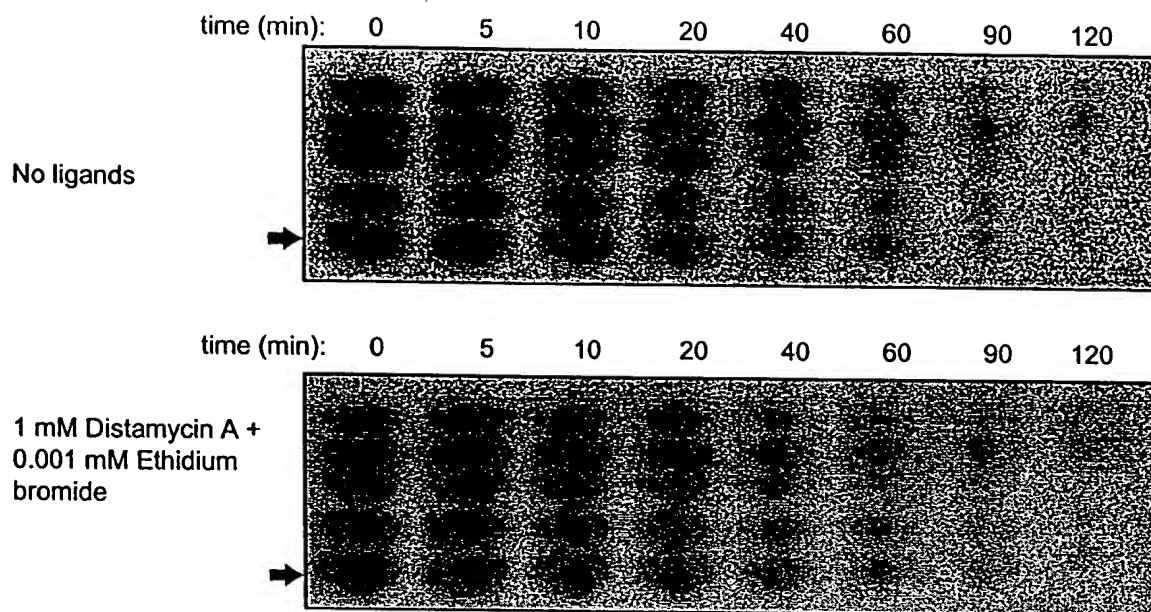 time (min): 0 5 10 20 40 60 90 120
No ligands
time (min): 0 5 10 20 40 60 90 120
1 mM Distamycin A +
0.001 mM Ethidium
bromide